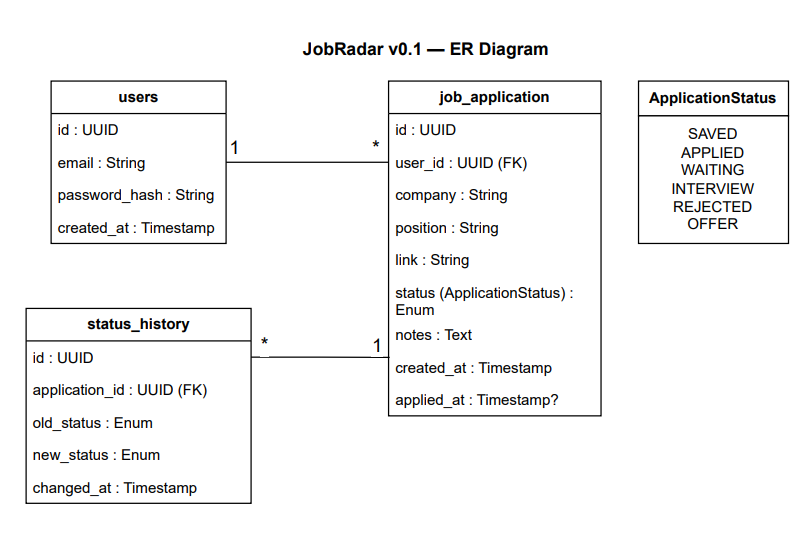 JobRadar v0.1 — ER Diagram
users
id : UUID
email : String
password_hash : String
created_at : Timestamp
1
*
job_application
id : UUID
user_id : UUID (FK)
company : String
position : String
link : String
status (ApplicationStatus) :
Enum
notes : Text
created_at : Timestamp
applied_at : Timestamp?
ApplicationStatus
SAVED
APPLIED
WAITING
INTERVIEW
REJECTED
OFFER
status_history
id : UUID
application_id : UUID (FK)
old_status : Enum
new_status : Enum
changed_at : Timestamp
*
1